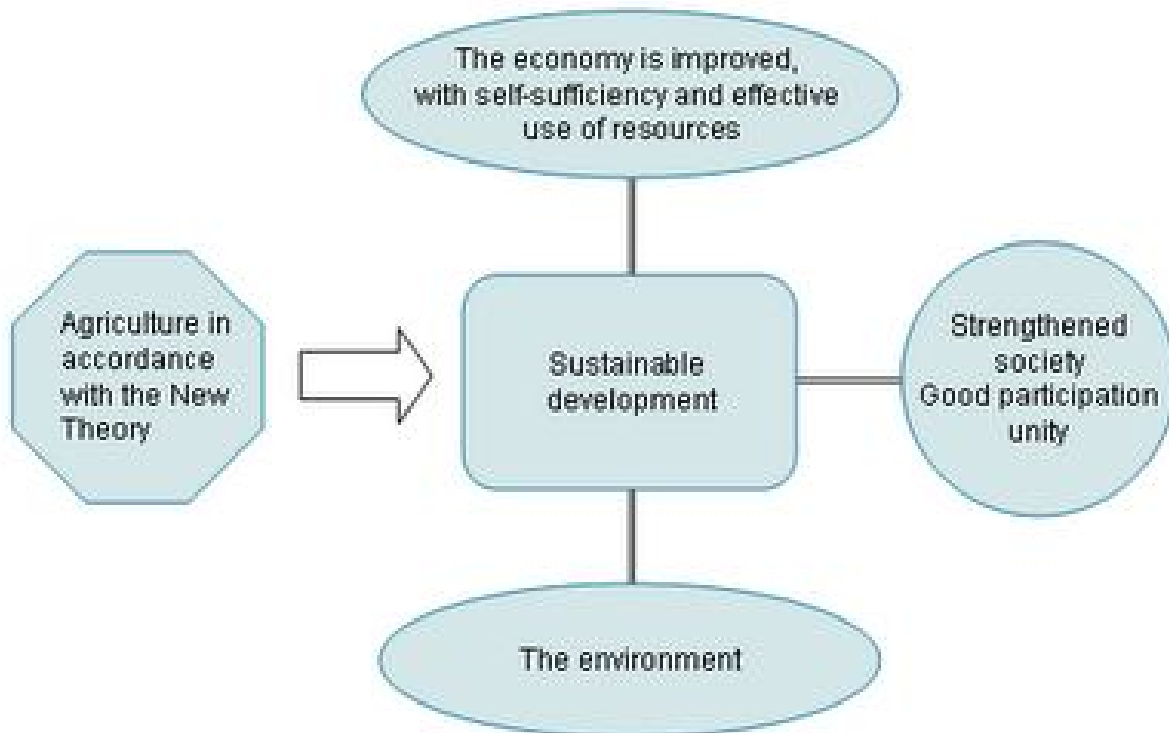 The economy is improved,
with self-sufficiency and effective
use of resources
Agriculture in
accordance
with the New
Theory
Sustainable
development
Strengthened
society
Good participation
unity
The environment